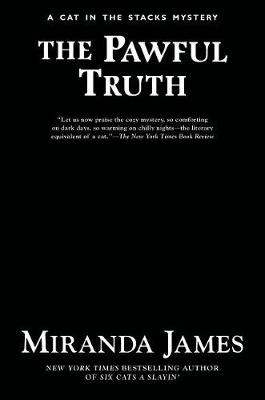 A CAT IN THE STACKS MYSTERY
THE PAWFUL
TRUTH
"Let us now praise the cozy mystery, so comforting
on dark days, so warming on chilly nights—the literary
equivalent of a cat."—The New York Times Book Review
MIRANDA JAMES
NEW YORK TIMES BESTSELLING AUTHOR
OF SIX CATS A SLAYIN'